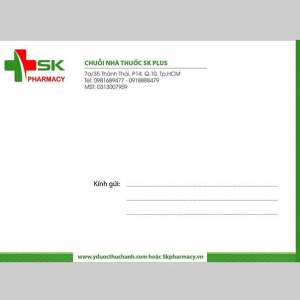 SK
PHARMACY
CHUỖI NHÀ THUỐC SK PLUS
7a/35 Thành Thái, P14, Q.10, Tp.HCM
Tel: 0981689477 - 0918888479
MST: 0313007959
Kính gửi:
www.yduocthuchanh.com hoặc Skpharmacy.vn